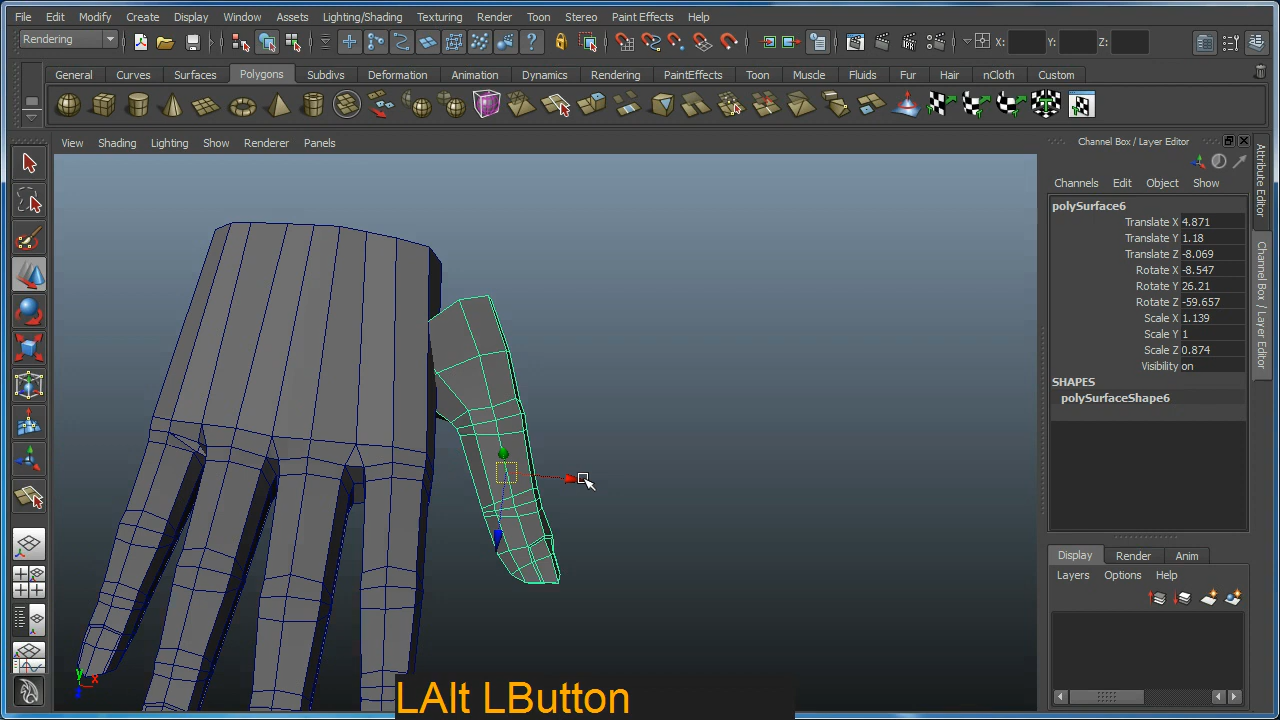 File Edit Modify Create Display Window Assets Lighting/Shading Texturing Render Toon Stereo Paint Effects Help
Rendering X: Y: Z:
General Curves Surfaces Polygons Subdivs Deformation Animation Dynamics Rendering PaintEffects Toon Muscle Fluids Fur Hair nCloth Custom
View Shading Lighting Show Renderer Panels
Channel Box / Layer Editor
Channels Edit Object Show
polySurface6
Translate X 4.871
Translate Y 1.18
Translate Z -8.069
Rotate X -8.547
Rotate Y 26.21
Rotate Z -59.657
Scale X 1.139
Scale Y 1
Scale Z 0.874
Visibility on
SHAPES
polySurfaceShape6
Display Render Anim
Layers Options Help
Attribute Editor
Channel Box / Layer Editor
y x
z
LAlt LButton